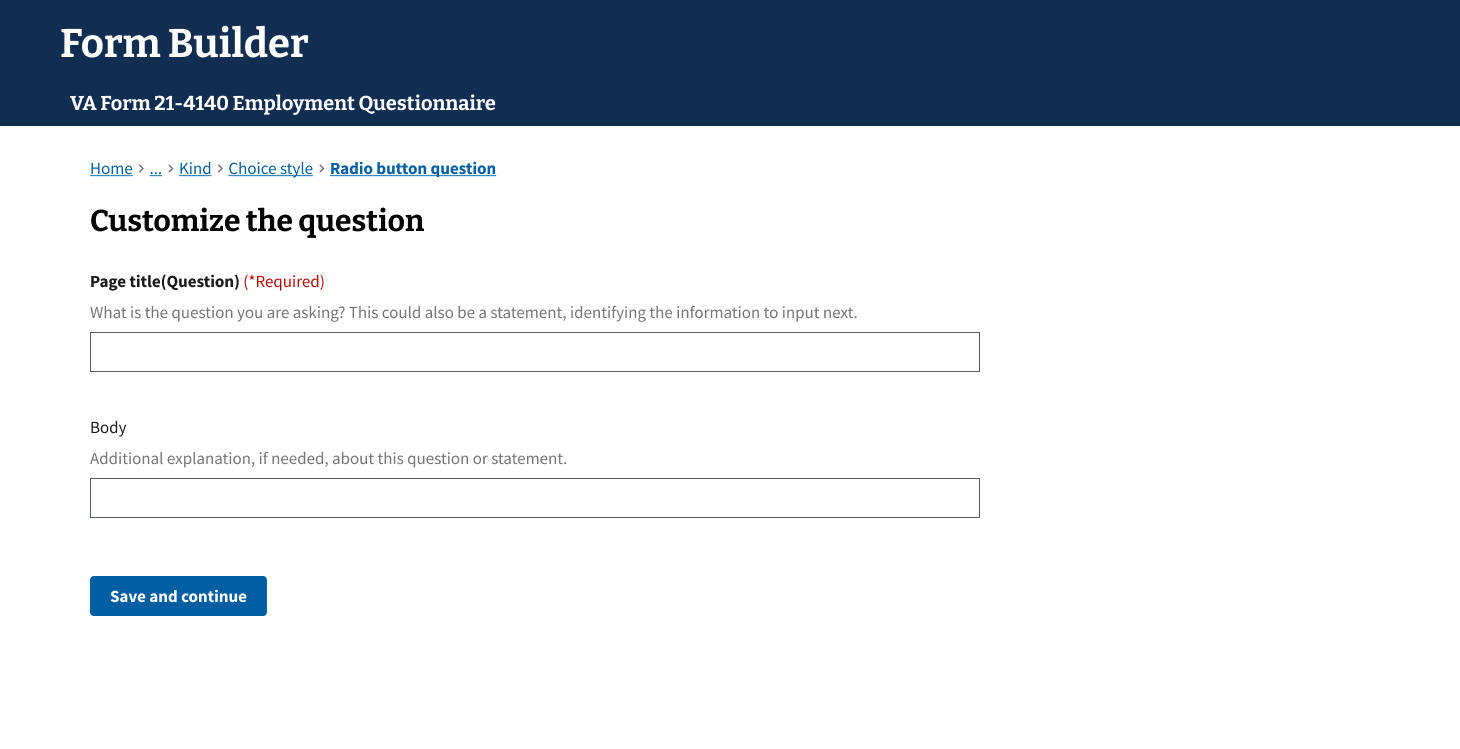 Form Builder
VA Form 21-4140 Employment Questionnaire
Home > ... > Kind > Choice style > Radio button question
Customize the question
Page title(Question) (*Required)
What is the question you are asking? This could also be a statement, identifying the information to input next.
Body
Additional explanation, if needed, about this question or statement.
Save and continue